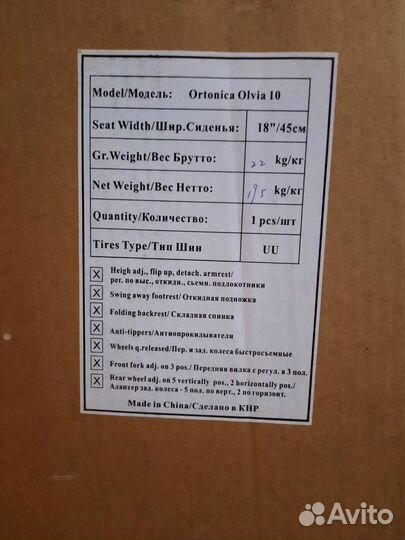 Model/Модель: Ortonica Olvia 10
Seat Width/Шир.Сиденья: 18"/45см
Gr.Weight/Вес Брутто: 22 kg/кг
Net Weight/Вес Нетто: 19,5 kg/кг
Quantity/Количество: 1 pcs/шт
Tires Type/Тип Шин UU
X Heigh adj., flip up, detach. armrest/
рег. по выс., откидн., съемн. подлокотники
X Swing away footrest/ Откидная подножка
X Folding backrest/ Складная спинка
X Anti-tippers/Антиопрокидыватели
X Wheels q.released/Пер. и зад. колеса быстросъемные
X Front fork adj. on 3 pos./ Передняя вилка с регул. в 3 пол.
X Rear wheel adj. on 5 vertically pos., 2 horizontally pos./
Адаптер зад. колеса - 5 пол. по верт., 2 по горизонт.
Made in China/Сделано в КНР
Avito